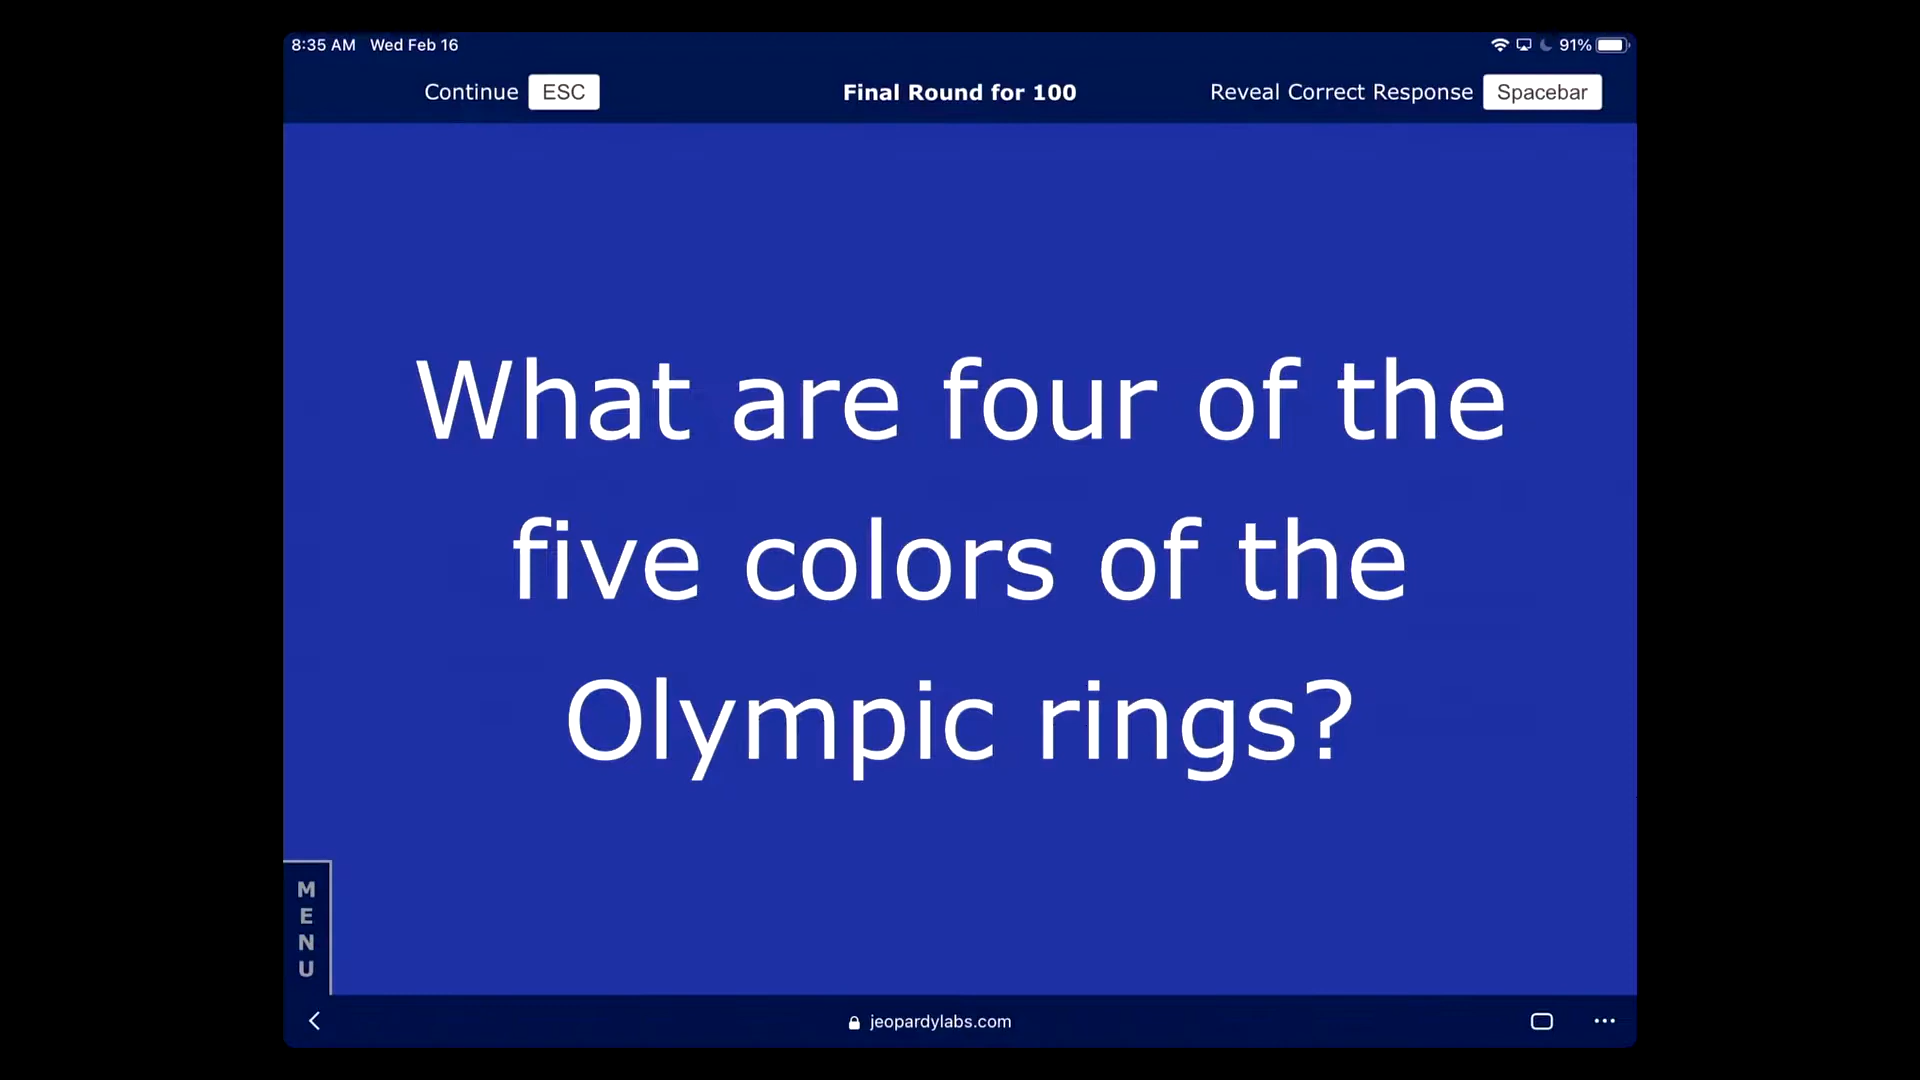 8:35 AM Wed Feb 16 91%
Continue ESC Final Round for 100 Reveal Correct Response Spacebar
What are four of the
five colors of the
Olympic rings?
M
E
N
U
jeopardylabs.com